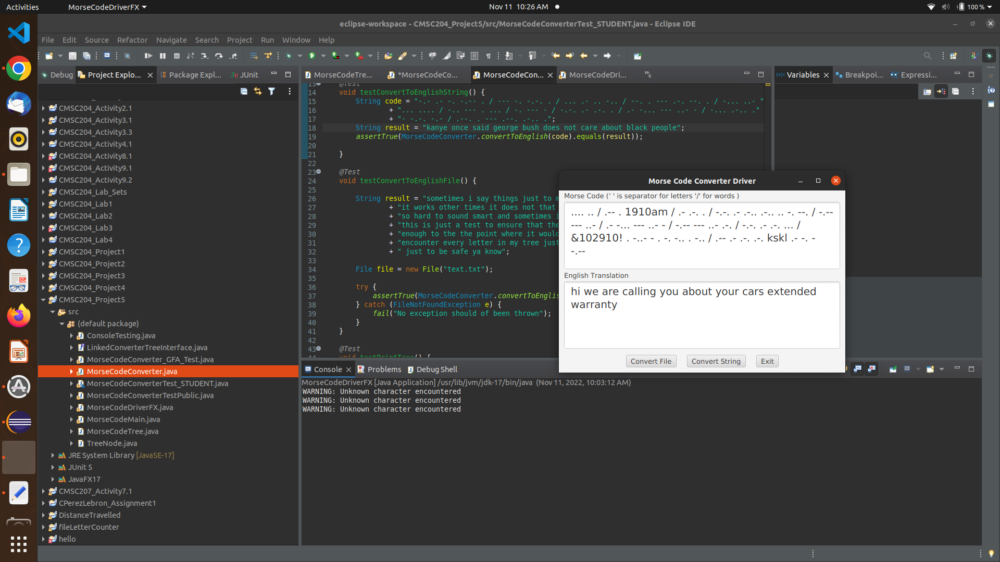 Activities
MorseCodeDriverFX
Nov 11 10:26 AM
100 %
eclipse-workspace - CMSC204_Project5/src/MorseCodeConverterTest_STUDENT.java - Eclipse IDE
File Edit Source Refactor Navigate Search Project Run Window Help
Debug
Project Explo...
Package Expl...
JUnit
CMSC204_Activity2.1
CMSC204_Activity3.1
CMSC204_Activity3.3
CMSC204_Activity4.1
CMSC204_Activity8.1
CMSC204_Activity9.1
CMSC204_Activity9.2
CMSC204_Lab_Sets
CMSC204_Lab1
CMSC204_Lab2
CMSC204_Lab3
CMSC204_Lab4
CMSC204_Project1
CMSC204_Project2
CMSC204_Project3
CMSC204_Project4
CMSC204_Project5
src
(default package)
ConsoleTesting.java
LinkedConverterTreeInterface.java
MorseCodeConverter_GFA_Test.java
MorseCodeConverter.java
MorseCodeConverterTest_STUDENT.java
MorseCodeConverterTestPublic.java
MorseCodeDriverFX.java
MorseCodeMain.java
MorseCodeTree.java
TreeNode.java
JRE System Library [JavaSE-17]
JUnit 5
JavaFX17
CMSC207_Activity7.1
CPerezLebron_Assignment1
DistanceTravelled
fileLetterCounter
hello
MorseCodeTree...
*MorseCodeCo...
MorseCodeCon...
MorseCodeDri...
»6
13 @Test
14 void testConvertToEnglishString() {
15 String code = "-.- .- -. -.-- . / --- -. -.-. . / ... .- .. -.. / --. . --- .-. --. . / -... ..- "
16 + "... .... / -.. --- . ... / -. --- - / -.-. .- .-. . / .- -... --- ..- - / -... .-.. ."
17 + "- -.-. -.- / .--. . --- .--. .-.. .";
18 String result = "kanye once said george bush does not care about black people";
19 assertTrue(MorseCodeConverter.convertToEnglish(code).equals(result));
20
21 }
22
23 @Test
24 void testConvertToEnglishFile() {
25
26 String result = "sometimes i say things just to m
27 + "it works other times it does not that
28 + "so hard to sound smart and sometimes i
29 + "this is just a test to ensure that the
30 + "enough to the the point where it would
31 + "encounter every letter in my tree just
32 + " just to be safe ya know";
33
34 File file = new File("text.txt");
35
36 try {
37 assertTrue(MorseCodeConverter.convertToEnglis
38 } catch (FileNotFoundException e) {
39 fail("No exception should of been thrown");
40 }
41 }
42
43 @Test
44 void testPrintTree() {
Variables
Breakpoi...
Expressi...
Morse Code Converter Driver
Morse Code (' ' is separator for letters '/' for words )
.... .. / .-- . 1910am / .- .-. . / -.-. .- .-.. .-.. .. -. --. / -.--
--- ..- / .- -... --- ..- - / -.-- --- ..- .-. / -.-. .- .-. ... /
&102910! . -..- - . -. -.. . -.. / .-- .- .-. .-. kskl .- -. -
-.--
English Translation
hi we are calling you about your cars extended
warranty
Convert File
Convert String
Exit
Console
Problems
Debug Shell
MorseCodeDriverFX [Java Application] /usr/lib/jvm/jdk-17/bin/java (Nov 11, 2022, 10:03:12 AM)
WARNING: Unknown character encountered
WARNING: Unknown character encountered
WARNING: Unknown character encountered